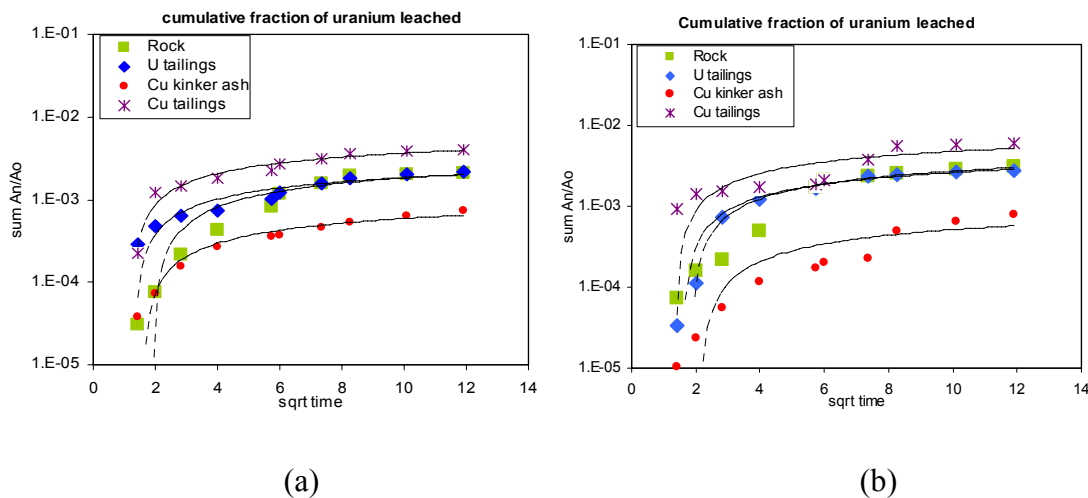 cumulative fraction of uranium leached
1.E-01
Rock
U tailings
Cu kinker ash
Cu tailings
1.E-02
1.E-03
1.E-04
1.E-05
sum An/Ao
0 2 4 6 8 10 12 14
sqrt time
(a)
Cumulative fraction of uranium leached
1.E-01
Rock
U tailings
Cu kinker ash
Cu tailings
1.E-02
1.E-03
1.E-04
1.E-05
sum An/Ao
0 2 4 6 8 10 12 14
sqrt time
(b)